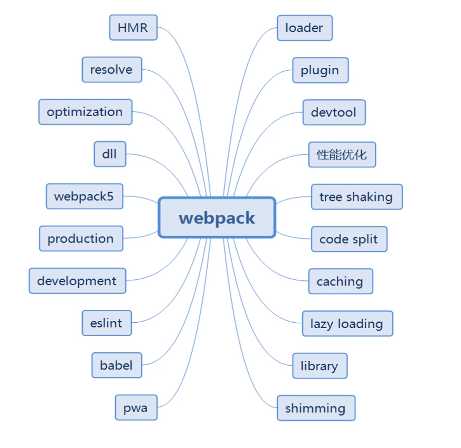 HMR
resolve
optimization
dll
webpack5
production
development
eslint
babel
pwa
webpack
loader
plugin
devtool
性能优化
tree shaking
code split
caching
lazy loading
library
shimming